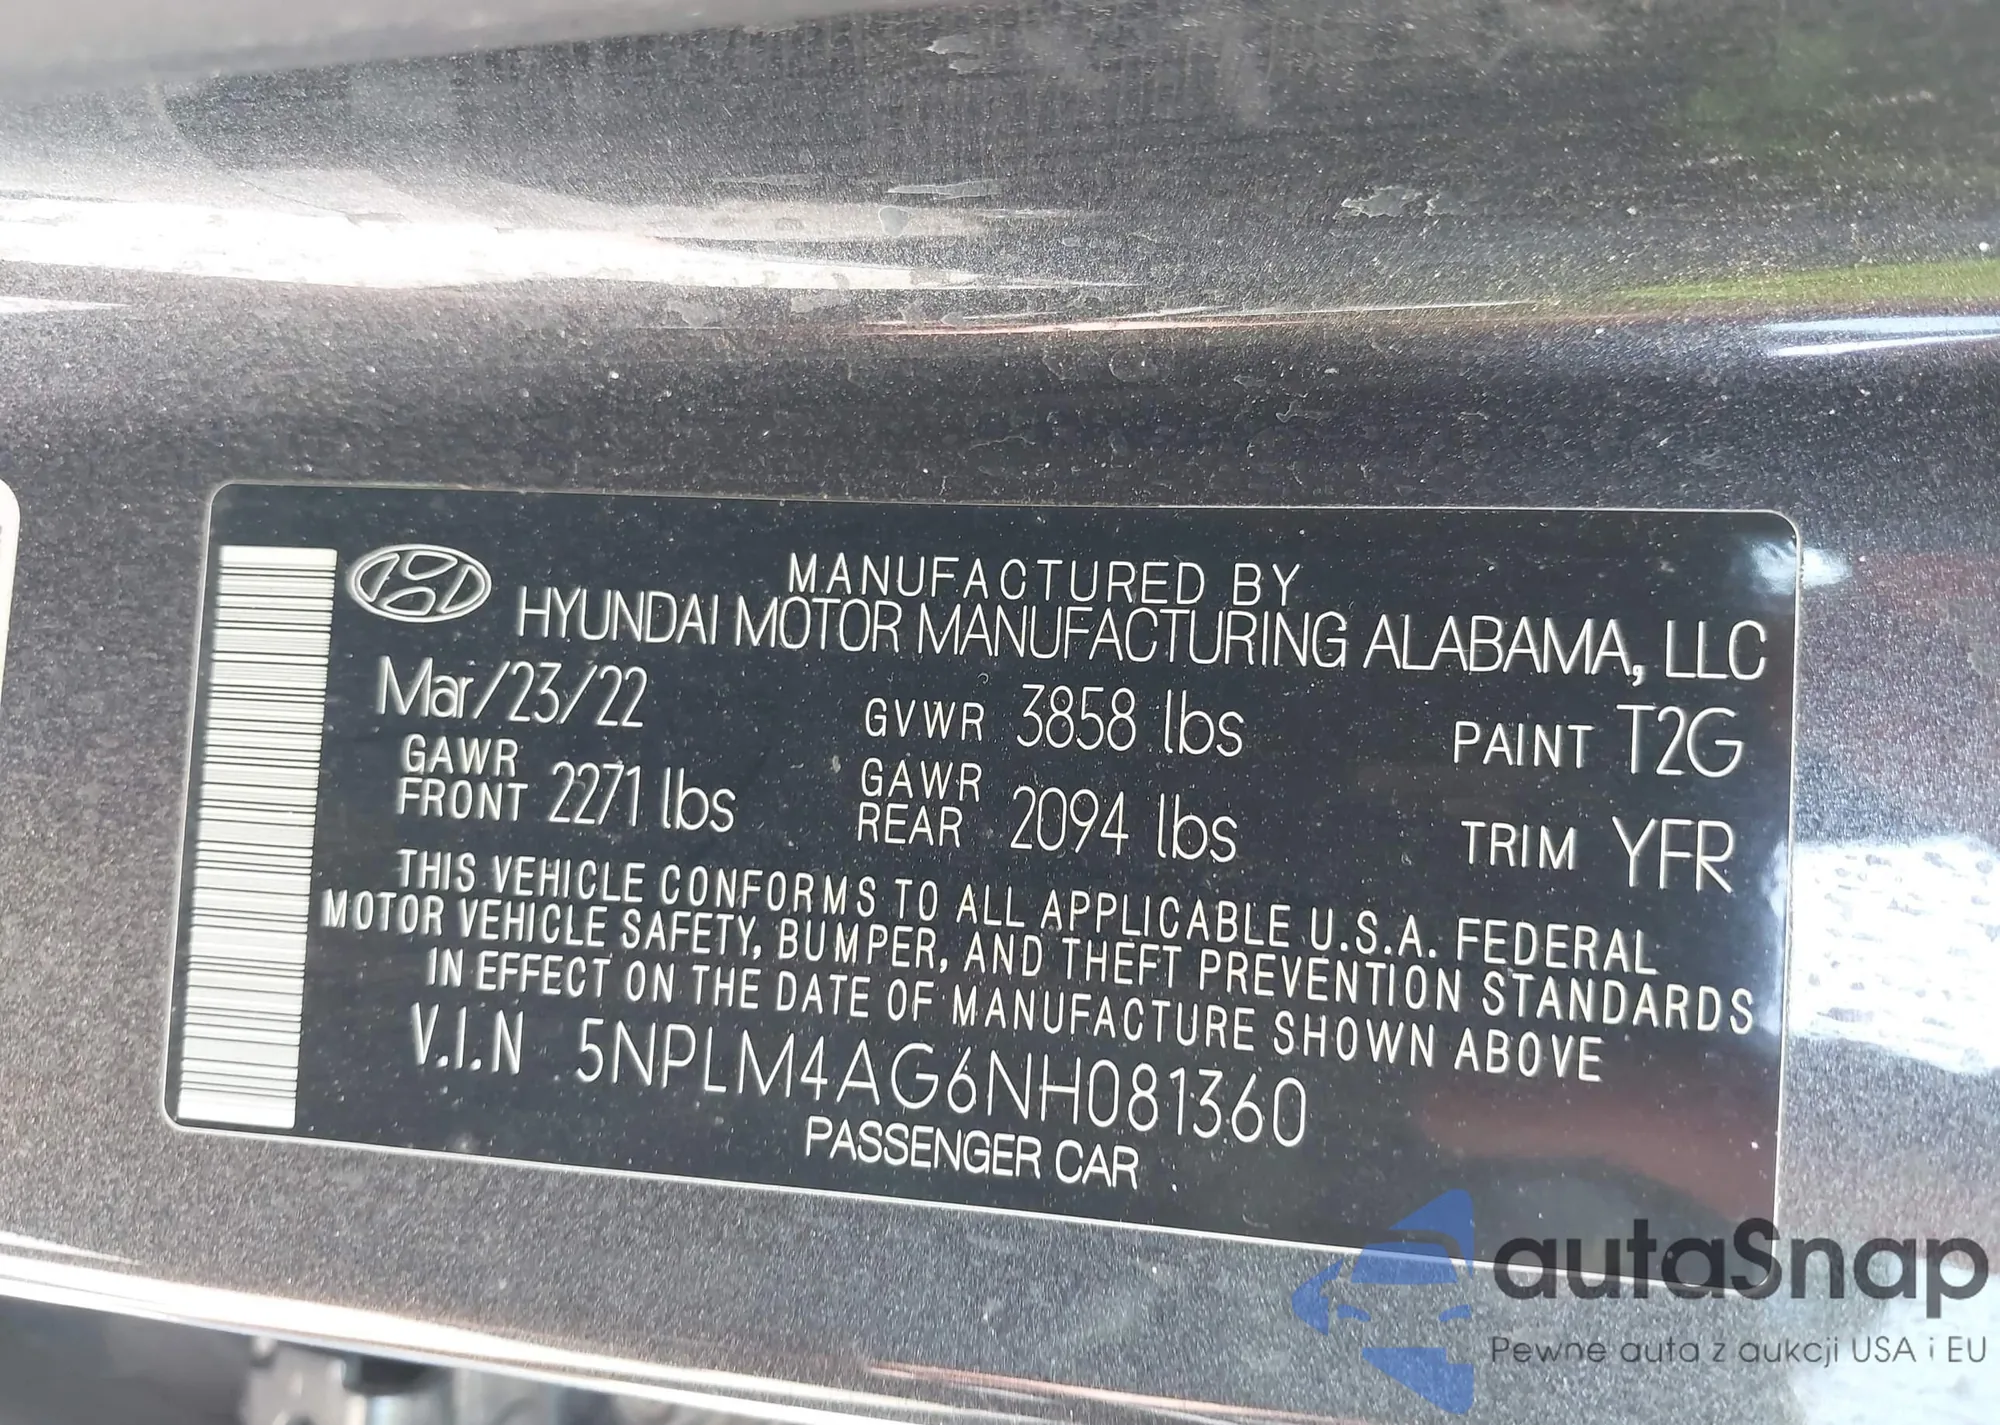 MANUFACTURED BY
HYUNDAI MOTOR MANUFACTURING ALABAMA, LLC
Mar/23/22 GVWR 3858 lbs PAINT T2G
GAWR FRONT 2271 lbs GAWR REAR 2094 lbs TRIM YFR
THIS VEHICLE CONFORMS TO ALL APPLICABLE U.S.A. FEDERAL
MOTOR VEHICLE SAFETY, BUMPER, AND THEFT PREVENTION STANDARDS
IN EFFECT ON THE DATE OF MANUFACTURE SHOWN ABOVE
V.I.N 5NPLM4AG6NH081360
PASSENGER CAR
autaSnap
Pewne auta z aukcji USA i EU